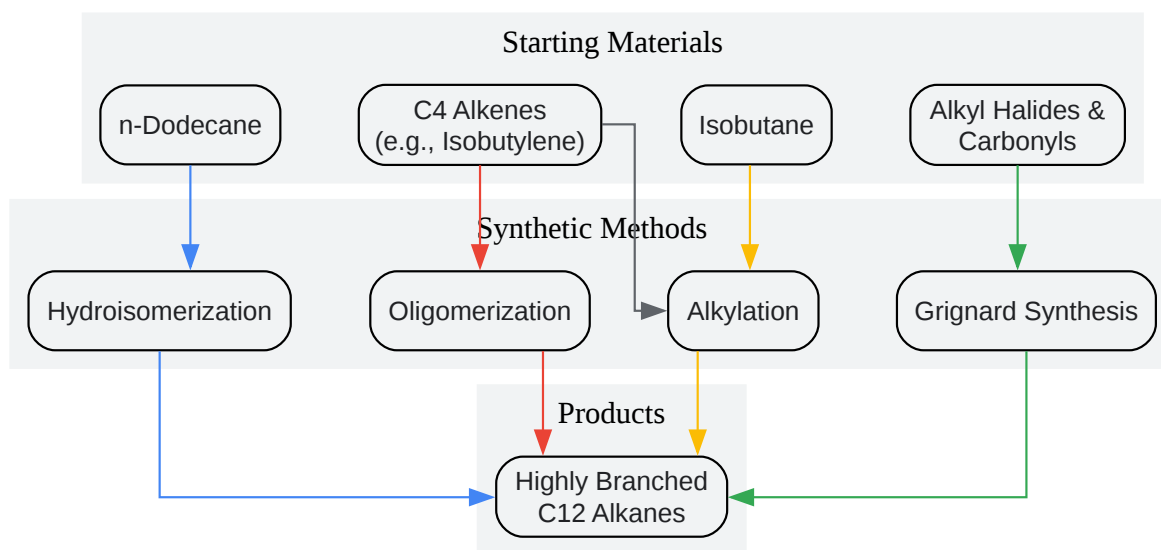 Starting Materials
n-Dodecane
C4 Alkenes
(e.g., Isobutylene)
Isobutane
Alkyl Halides &
Carbonyls
Synthetic Methods
Hydroisomerization
Oligomerization
Alkylation
Grignard Synthesis
Products
Highly Branched
C12 Alkanes